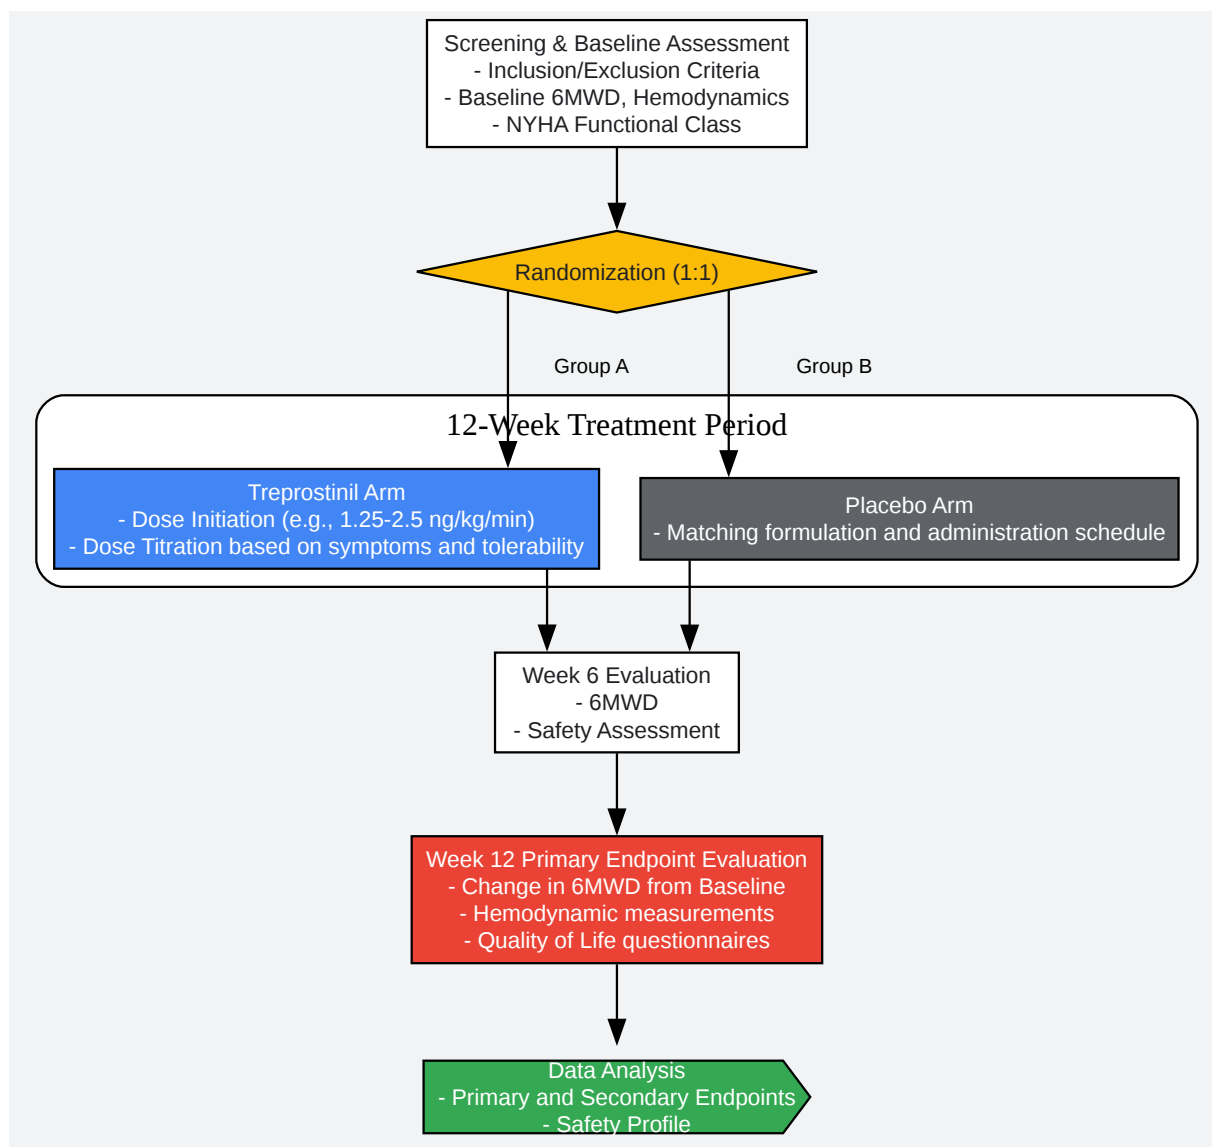 Screening & Baseline Assessment
- Inclusion/Exclusion Criteria
- Baseline 6MWD, Hemodynamics
- NYHA Functional Class
Randomization (1:1)
Group A
Group B
12-Week Treatment Period
Treprostinil Arm
- Dose Initiation (e.g., 1.25-2.5 ng/kg/min)
- Dose Titration based on symptoms and tolerability
Placebo Arm
- Matching formulation and administration schedule
Week 6 Evaluation
- 6MWD
- Safety Assessment
Week 12 Primary Endpoint Evaluation
- Change in 6MWD from Baseline
- Hemodynamic measurements
- Quality of Life questionnaires
Data Analysis
- Primary and Secondary Endpoints
- Safety Profile